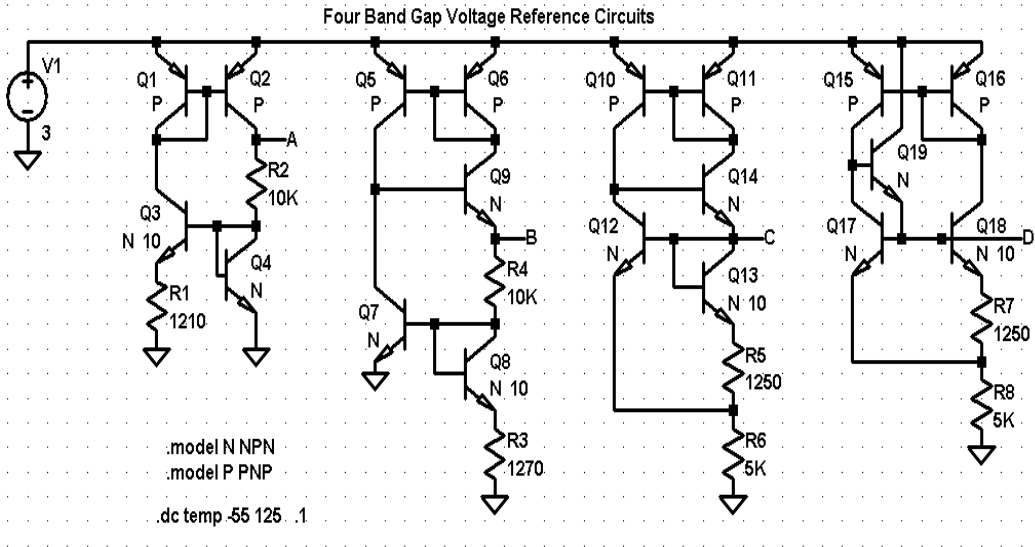 Four Band Gap Voltage Reference Circuits
V1
3
Q1
P
Q2
P
A
R2
10K
Q3
N 10
Q4
N
R1
1210
Q5
P
Q6
P
Q9
N
B
R4
10K
Q7
N
Q8
N 10
R3
1270
Q10
P
Q11
P
Q14
N
Q12
N
C
Q13
N 10
R5
1250
R6
5K
Q15
P
Q16
P
Q19
N
Q17
N
Q18
N 10
D
R7
1250
R8
5K
.model N NPN
.model P PNP
.dc temp -55 125 .1